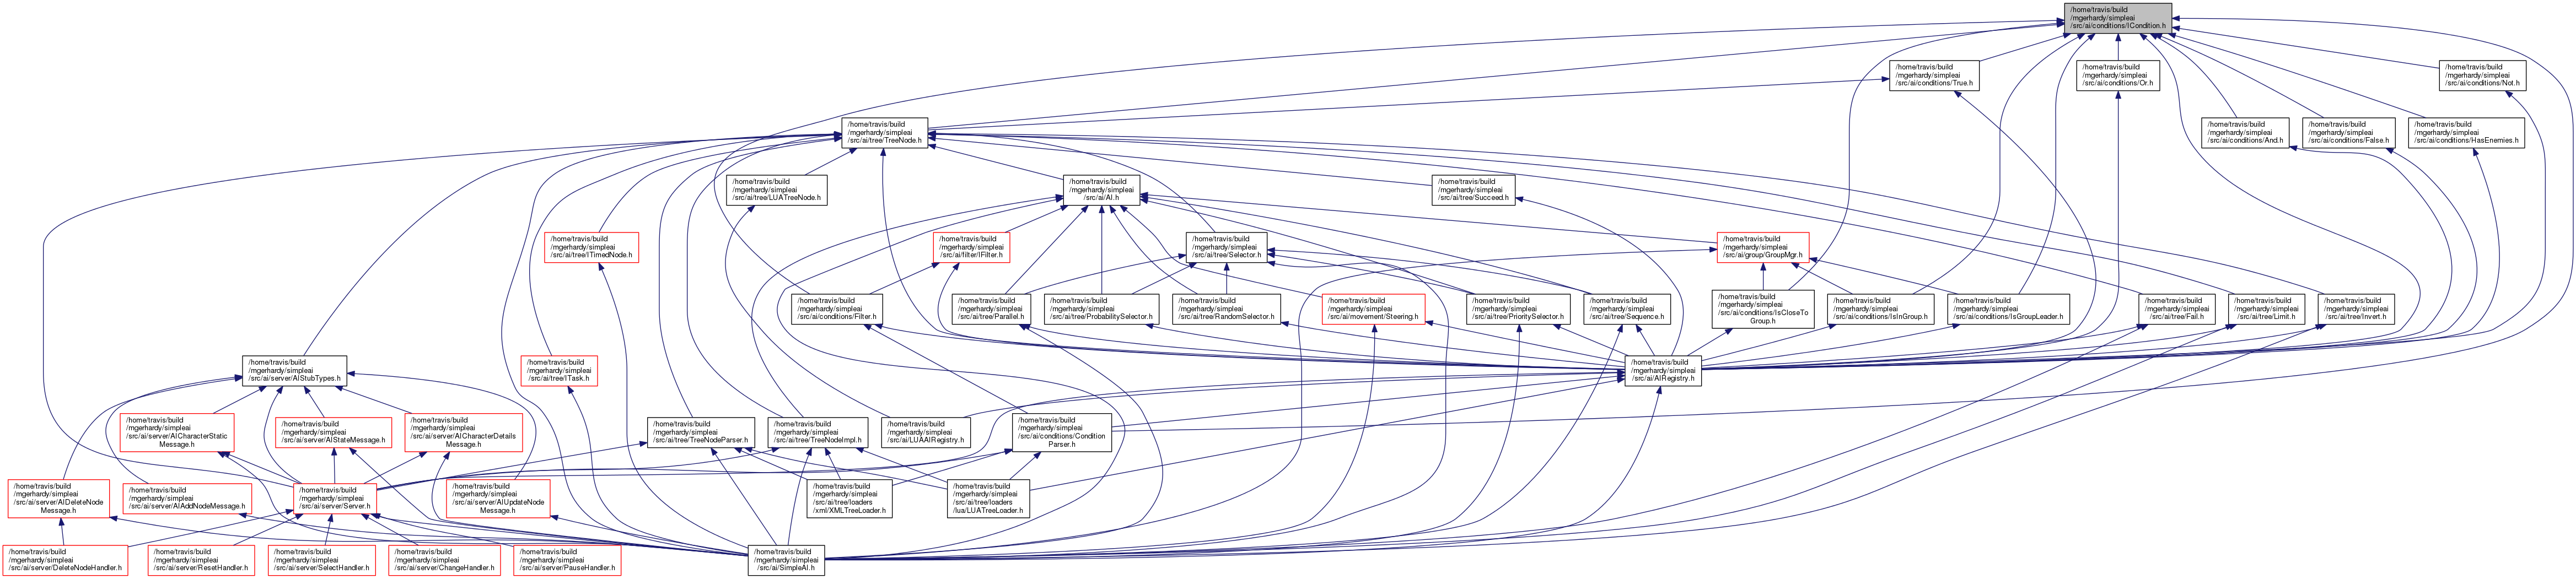 /home/travis/build
/mgerhardy/simpleai
/src/ai/conditions/ICondition.h
/home/travis/build
/mgerhardy/simpleai
/src/ai/conditions/True.h
/home/travis/build
/mgerhardy/simpleai
/src/ai/conditions/Or.h
/home/travis/build
/mgerhardy/simpleai
/src/ai/conditions/Not.h
/home/travis/build
/mgerhardy/simpleai
/src/ai/tree/TreeNode.h
/home/travis/build
/mgerhardy/simpleai
/src/ai/conditions/And.h
/home/travis/build
/mgerhardy/simpleai
/src/ai/conditions/False.h
/home/travis/build
/mgerhardy/simpleai
/src/ai/conditions/HasEnemies.h
/home/travis/build
/mgerhardy/simpleai
/src/ai/tree/LUATreeNode.h
/home/travis/build
/mgerhardy/simpleai
/src/ai/AI.h
/home/travis/build
/mgerhardy/simpleai
/src/ai/tree/Succeed.h
/home/travis/build
/mgerhardy/simpleai
/src/ai/tree/ITimedNode.h
/home/travis/build
/mgerhardy/simpleai
/src/ai/filter/IFilter.h
/home/travis/build
/mgerhardy/simpleai
/src/ai/tree/Selector.h
/home/travis/build
/mgerhardy/simpleai
/src/ai/group/GroupMgr.h
/home/travis/build
/mgerhardy/simpleai
/src/ai/conditions/Filter.h
/home/travis/build
/mgerhardy/simpleai
/src/ai/tree/Parallel.h
/home/travis/build
/mgerhardy/simpleai
/src/ai/tree/ProbabilitySelector.h
/home/travis/build
/mgerhardy/simpleai
/src/ai/tree/RandomSelector.h
/home/travis/build
/mgerhardy/simpleai
/src/ai/movement/Steering.h
/home/travis/build
/mgerhardy/simpleai
/src/ai/tree/PrioritySelector.h
/home/travis/build
/mgerhardy/simpleai
/src/ai/tree/Sequence.h
/home/travis/build
/mgerhardy/simpleai
/src/ai/conditions/IsCloseTo
Group.h
/home/travis/build
/mgerhardy/simpleai
/src/ai/conditions/IsInGroup.h
/home/travis/build
/mgerhardy/simpleai
/src/ai/conditions/IsGroupLeader.h
/home/travis/build
/mgerhardy/simpleai
/src/ai/tree/Fail.h
/home/travis/build
/mgerhardy/simpleai
/src/ai/tree/Limit.h
/home/travis/build
/mgerhardy/simpleai
/src/ai/tree/Invert.h
/home/travis/build
/mgerhardy/simpleai
/src/ai/server/AIStubTypes.h
/home/travis/build
/mgerhardy/simpleai
/src/ai/tree/ITask.h
/home/travis/build
/mgerhardy/simpleai
/src/ai/AIRegistry.h
/home/travis/build
/mgerhardy/simpleai
/src/ai/server/AICharacterStatic
Message.h
/home/travis/build
/mgerhardy/simpleai
/src/ai/server/AIStateMessage.h
/home/travis/build
/mgerhardy/simpleai
/src/ai/server/AICharacterDetails
Message.h
/home/travis/build
/mgerhardy/simpleai
/src/ai/tree/TreeNodeParser.h
/home/travis/build
/mgerhardy/simpleai
/src/ai/tree/TreeNodeImpl.h
/home/travis/build
/mgerhardy/simpleai
/src/ai/LUAAIRegistry.h
/home/travis/build
/mgerhardy/simpleai
/src/ai/conditions/Condition
Parser.h
/home/travis/build
/mgerhardy/simpleai
/src/ai/server/AIDeleteNode
Message.h
/home/travis/build
/mgerhardy/simpleai
/src/ai/server/AIAddNodeMessage.h
/home/travis/build
/mgerhardy/simpleai
/src/ai/server/Server.h
/home/travis/build
/mgerhardy/simpleai
/src/ai/server/AIUpdateNode
Message.h
/home/travis/build
/mgerhardy/simpleai
/src/ai/tree/loaders
/xml/XMLTreeLoader.h
/home/travis/build
/mgerhardy/simpleai
/src/ai/tree/loaders
/lua/LUATreeLoader.h
/home/travis/build
/mgerhardy/simpleai
/src/ai/server/DeleteNodeHandler.h
/home/travis/build
/mgerhardy/simpleai
/src/ai/server/ResetHandler.h
/home/travis/build
/mgerhardy/simpleai
/src/ai/server/SelectHandler.h
/home/travis/build
/mgerhardy/simpleai
/src/ai/server/ChangeHandler.h
/home/travis/build
/mgerhardy/simpleai
/src/ai/server/PauseHandler.h
/home/travis/build
/mgerhardy/simpleai
/src/ai/SimpleAI.h